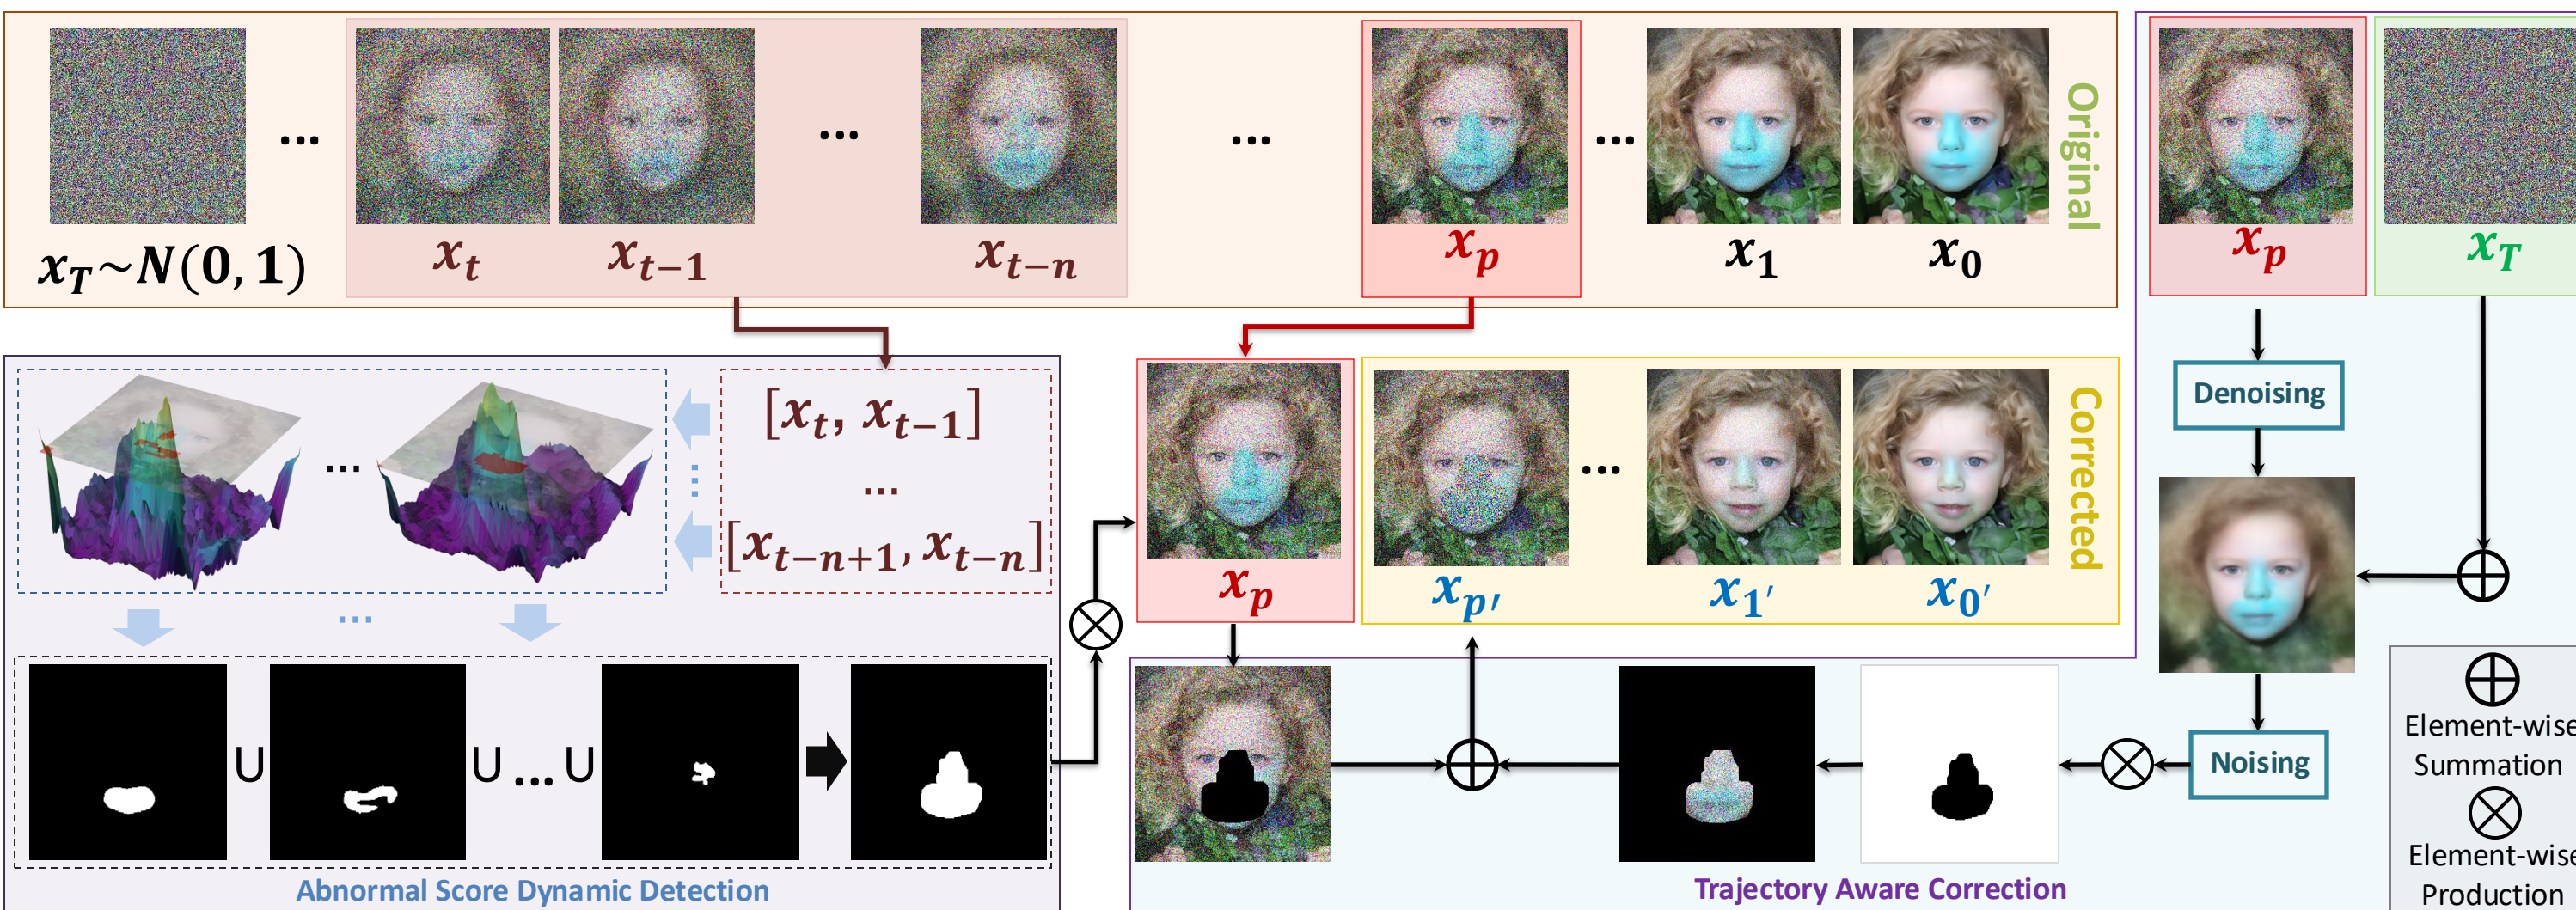 x_T~N(0, 1)
...
x_t
x_{t-1}
...
x_{t-n}
...
x_p
...
x_1
x_0
Original
x_p
x_T
[x_t, x_{t-1}]
...
[x_{t-n+1}, x_{t-n}]
...
...
...
x_p
x_{p'}
...
x_{1'}
x_{0'}
Corrected
Denoising
Noising
∪
∪ ... ∪
Abnormal Score Dynamic Detection
Trajectory Aware Correction
Element-wise
Summation
Element-wise
Production